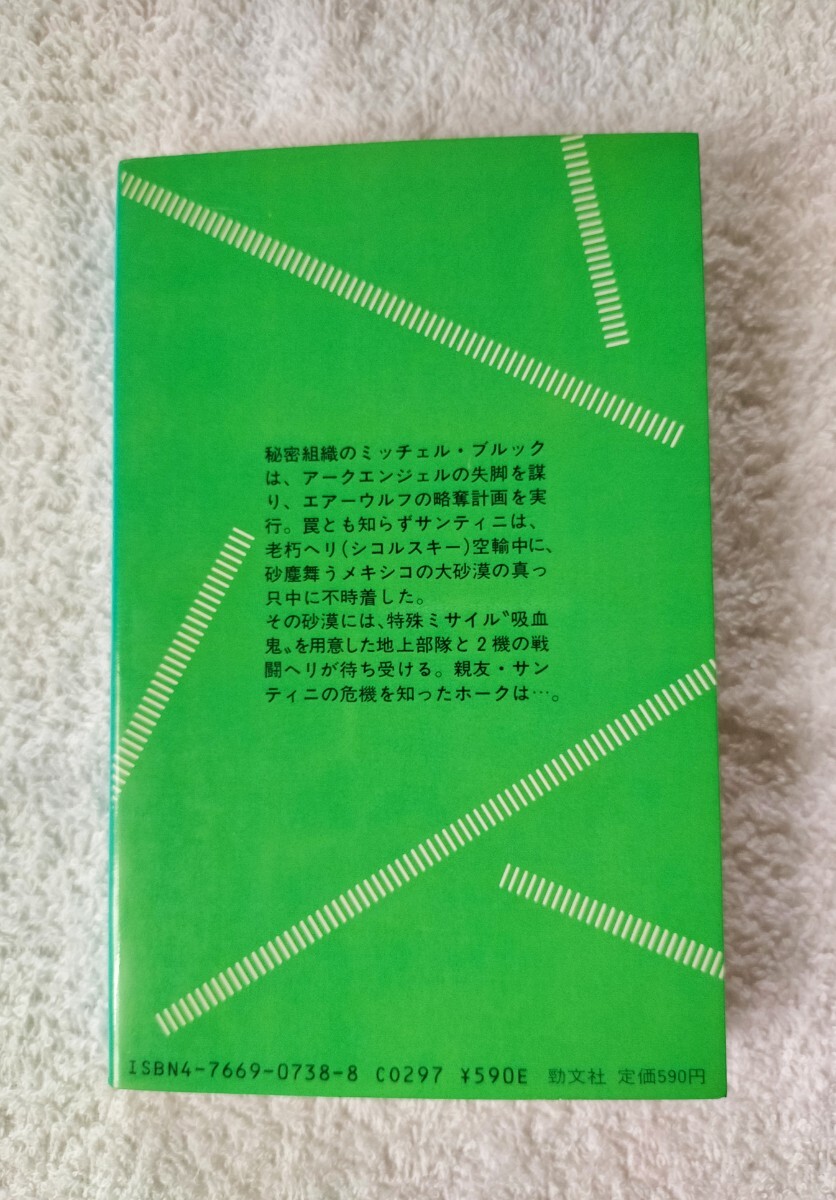 秘密組織のミッチェル・ブルック
は、アークエンジェルの失脚を謀
り、エアーウルフの略奪計画を実
行。罠とも知らずサンティニは、
老朽ヘリ(シコルスキー)空輸中に、
砂塵舞うメキシコの大砂漠の真っ
只中に不時着した。
その砂漠には、特殊ミサイル〝吸血
鬼〟を用意した地上部隊と2機の戦
闘ヘリが待ち受ける。親友・サン
ティニの危機を知ったホークは…。
ISBN4-7669-0738-8 C0297 ¥590E 勁文社 定価590円